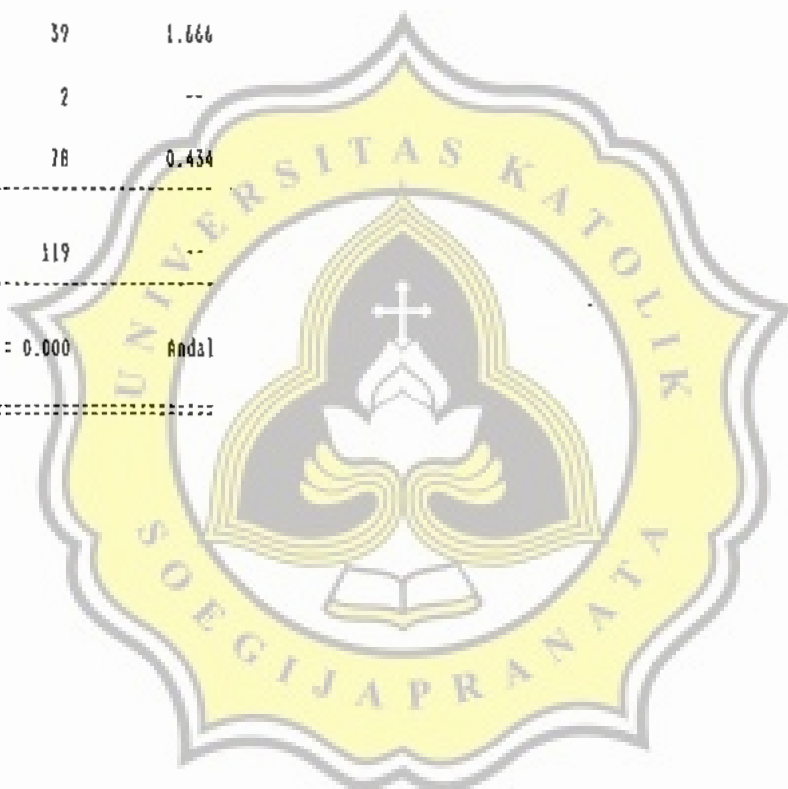 39 1.666
2 --
78 0.434
119 --
= 0.000 Andal
UNIVERSITAS KATOLIK
SOEGIJAPRANATA